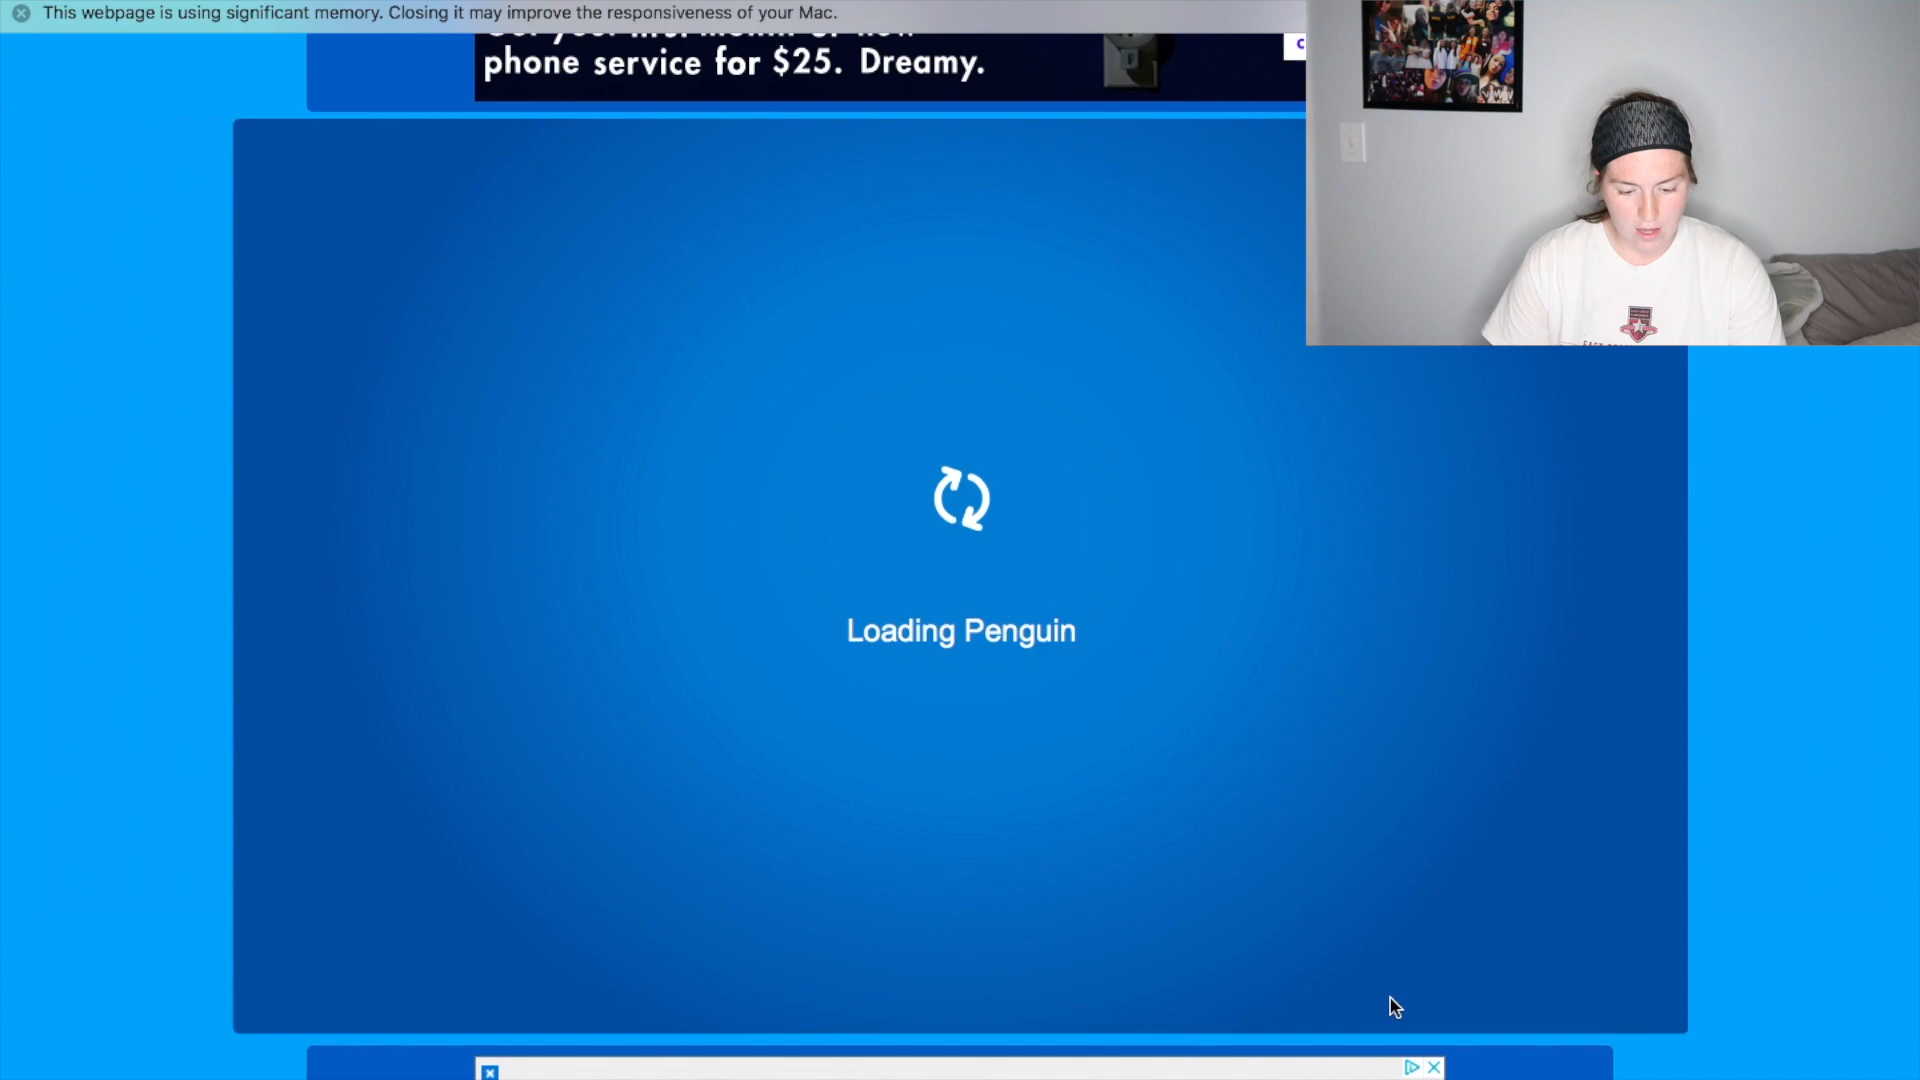 This webpage is using significant memory. Closing it may improve the responsiveness of your Mac.
phone service for $25. Dreamy.
Loading Penguin